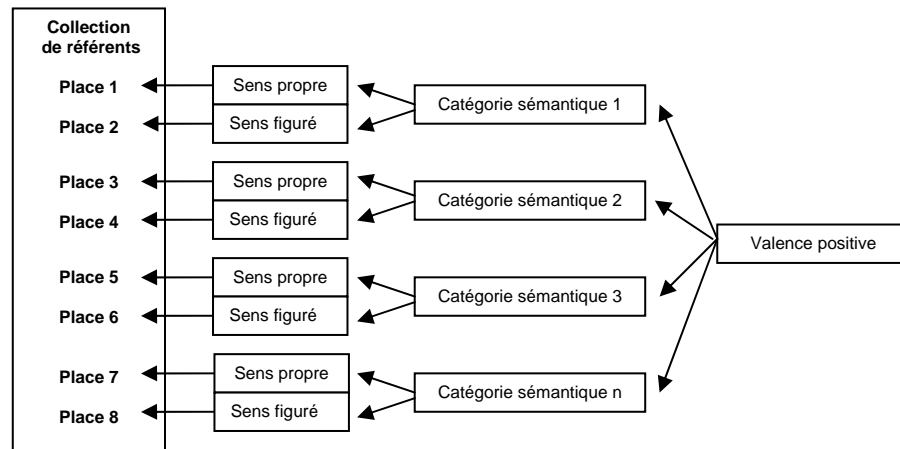 Collection
de référents
Place 1
Sens propre
Catégorie sémantique 1
Place 2
Sens figuré
Place 3
Sens propre
Catégorie sémantique 2
Place 4
Sens figuré
Valence positive
Place 5
Sens propre
Catégorie sémantique 3
Place 6
Sens figuré
Place 7
Sens propre
Catégorie sémantique n
Place 8
Sens figuré